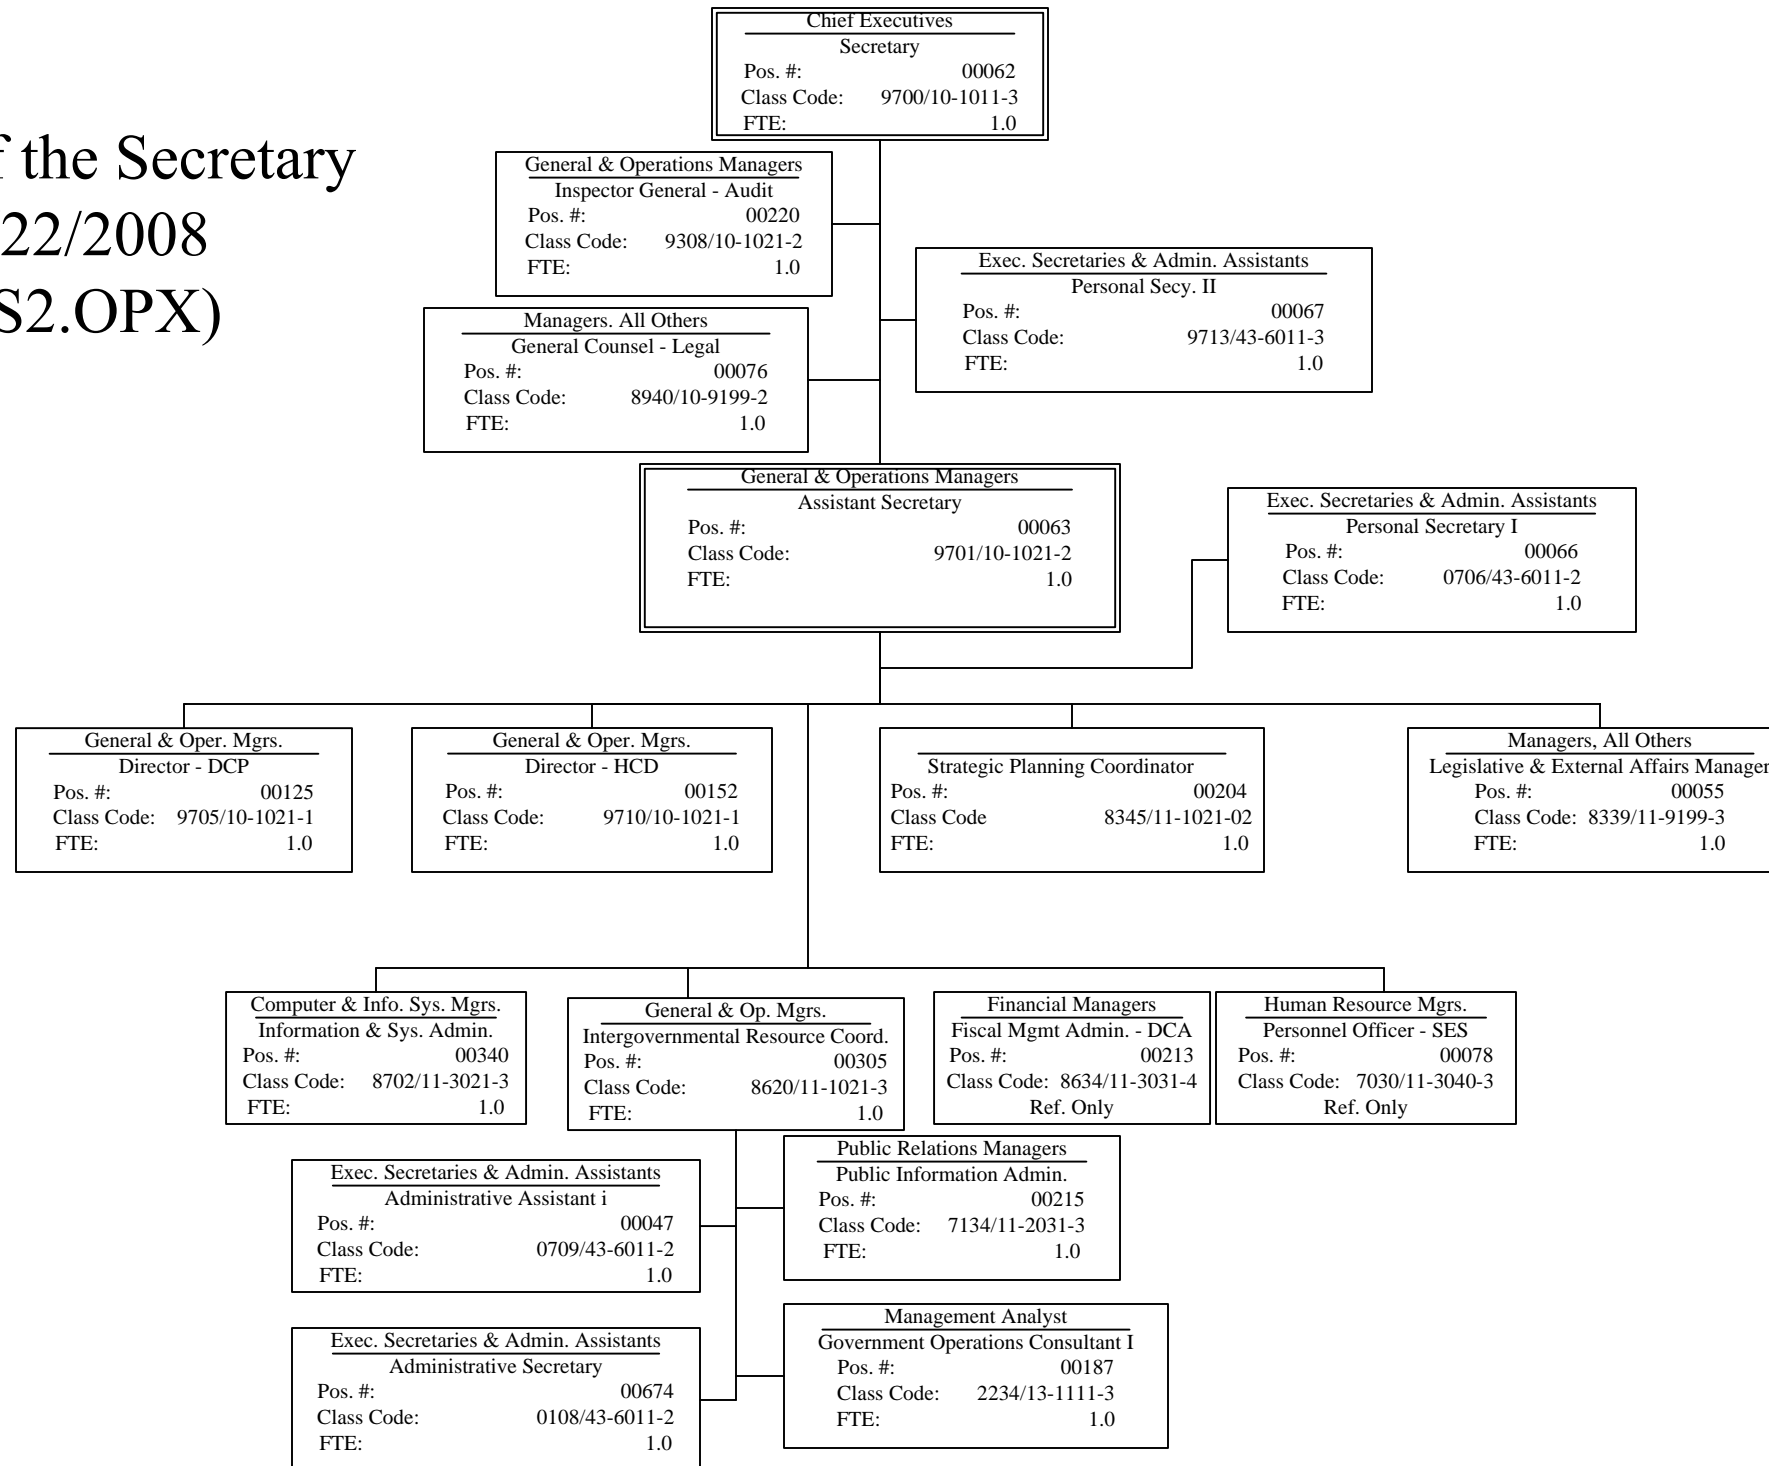 Chief Executives
Secretary
Pos. #: 00062
Class Code: 9700/10-1011-3
FTE: 1.0
f the Secretary
22/2008
S2.OPX)
General & Operations Managers
Inspector General - Audit
Pos. #: 00220
Class Code: 9308/10-1021-2
FTE: 1.0
Exec. Secretaries & Admin. Assistants
Personal Secy. II
Pos. #: 00067
Class Code: 9713/43-6011-3
FTE: 1.0
Managers. All Others
General Counsel - Legal
Pos. #: 00076
Class Code: 8940/10-9199-2
FTE: 1.0
General & Operations Managers
Assistant Secretary
Pos. #: 00063
Class Code: 9701/10-1021-2
FTE: 1.0
Exec. Secretaries & Admin. Assistants
Personal Secretary I
Pos. #: 00066
Class Code: 0706/43-6011-2
FTE: 1.0
General & Oper. Mgrs.
Director - DCP
Pos. #: 00125
Class Code: 9705/10-1021-1
FTE: 1.0
General & Oper. Mgrs.
Director - HCD
Pos. #: 00152
Class Code: 9710/10-1021-1
FTE: 1.0
Strategic Planning Coordinator
Pos. #: 00204
Class Code 8345/11-1021-02
FTE: 1.0
Managers, All Others
Legislative & External Affairs Manager
Pos. #: 00055
Class Code: 8339/11-9199-3
FTE: 1.0
Computer & Info. Sys. Mgrs.
Information & Sys. Admin.
Pos. #: 00340
Class Code: 8702/11-3021-3
FTE: 1.0
General & Op. Mgrs.
Intergovernmental Resource Coord.
Pos. #: 00305
Class Code: 8620/11-1021-3
FTE: 1.0
Financial Managers
Fiscal Mgmt Admin. - DCA
Pos. #: 00213
Class Code: 8634/11-3031-4
Ref. Only
Human Resource Mgrs.
Personnel Officer - SES
Pos. #: 00078
Class Code: 7030/11-3040-3
Ref. Only
Exec. Secretaries & Admin. Assistants
Administrative Assistant i
Pos. #: 00047
Class Code: 0709/43-6011-2
FTE: 1.0
Public Relations Managers
Public Information Admin.
Pos. #: 00215
Class Code: 7134/11-2031-3
FTE: 1.0
Exec. Secretaries & Admin. Assistants
Administrative Secretary
Pos. #: 00674
Class Code: 0108/43-6011-2
FTE: 1.0
Management Analyst
Government Operations Consultant I
Pos. #: 00187
Class Code: 2234/13-1111-3
FTE: 1.0